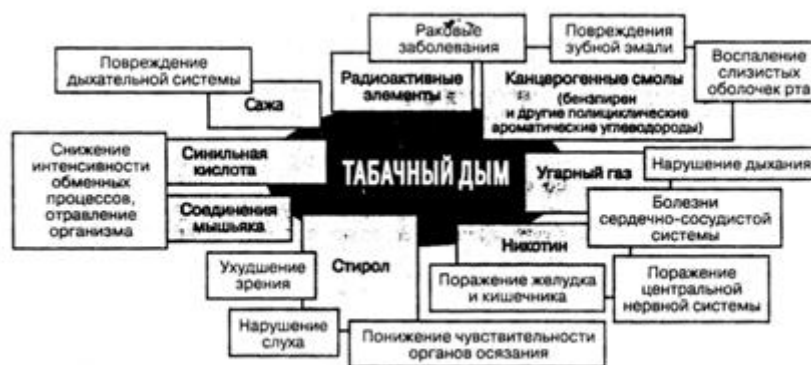 Раковые
заболевания
Повреждения
зубной эмали
Повреждение
дыхательной системы
Воспаление
слизистых
оболочек рта
Сажа
Радиоактивные
элементы
Канцерогенные смолы
(бензпирен
и другие полициклические
ароматические углеводороды)
Снижение
интенсивности
обменных
процессов,
отравление
организма
Синильная
кислота
Соединения
мышьяка
ТАБАЧНЫЙ ДЫМ
Угарный газ
Нарушение дыхания
Болезни
сердечно-сосудистой
системы
Никотин
Поражение желудка
и кишечника
Поражение
центральной
нервной системы
Стирол
Ухудшение
зрения
Нарушение
слуха
Понижение чувствительности
органов осязания